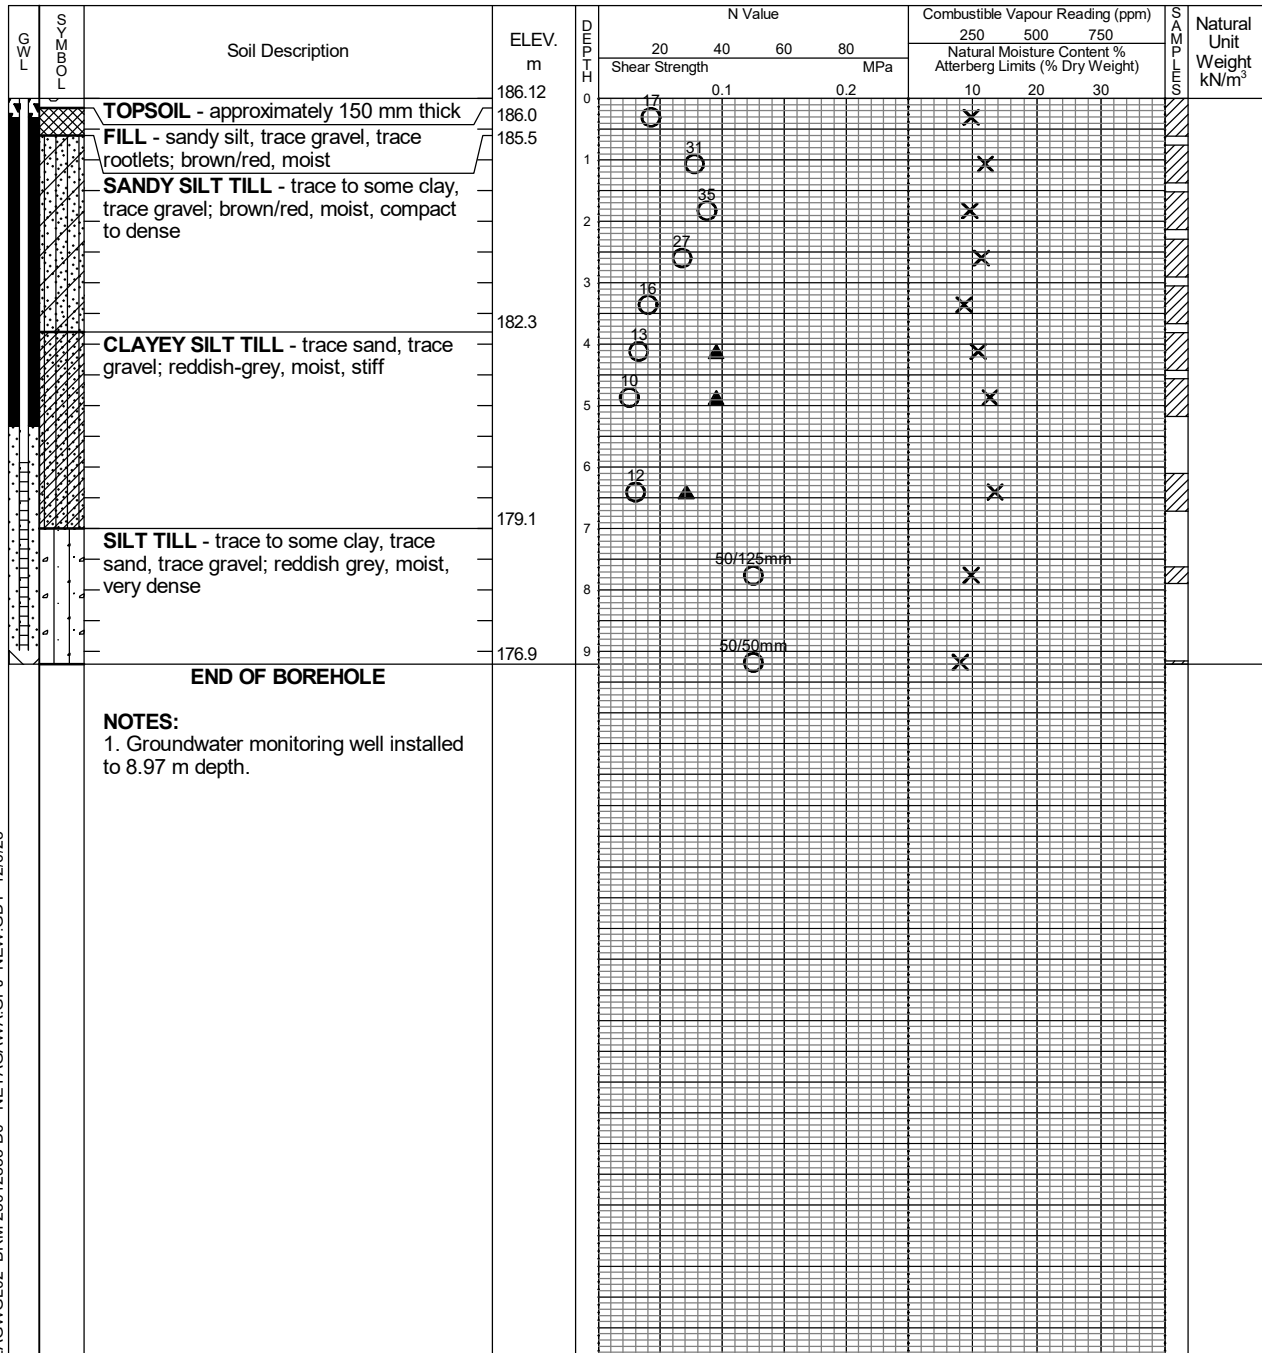 GWL
SYMBOL
Soil Description
ELEV.
m
DEPTH
N Value
20 40 60 80
Shear Strength MPa
0.1 0.2
Combustible Vapour Reading (ppm)
250 500 750
Natural Moisture Content %
Atterberg Limits (% Dry Weight)
10 20 30
SAMPLES
Natural
Unit
Weight
kN/m³
186.12
0
TOPSOIL - approximately 150 mm thick
186.0
17
FILL - sandy silt, trace gravel, trace
rootlets; brown/red, moist
185.5
1
31
SANDY SILT TILL - trace to some clay,
trace gravel; brown/red, moist, compact
to dense
35
2
27
3
16
182.3
CLAYEY SILT TILL - trace sand, trace
gravel; reddish-grey, moist, stiff
13
4
10
5
6
12
179.1
7
SILT TILL - trace to some clay, trace
sand, trace gravel; reddish grey, moist,
very dense
50/125mm
8
50/50mm
176.9
9
END OF BOREHOLE
NOTES:
1. Groundwater monitoring well installed
to 8.97 m depth.